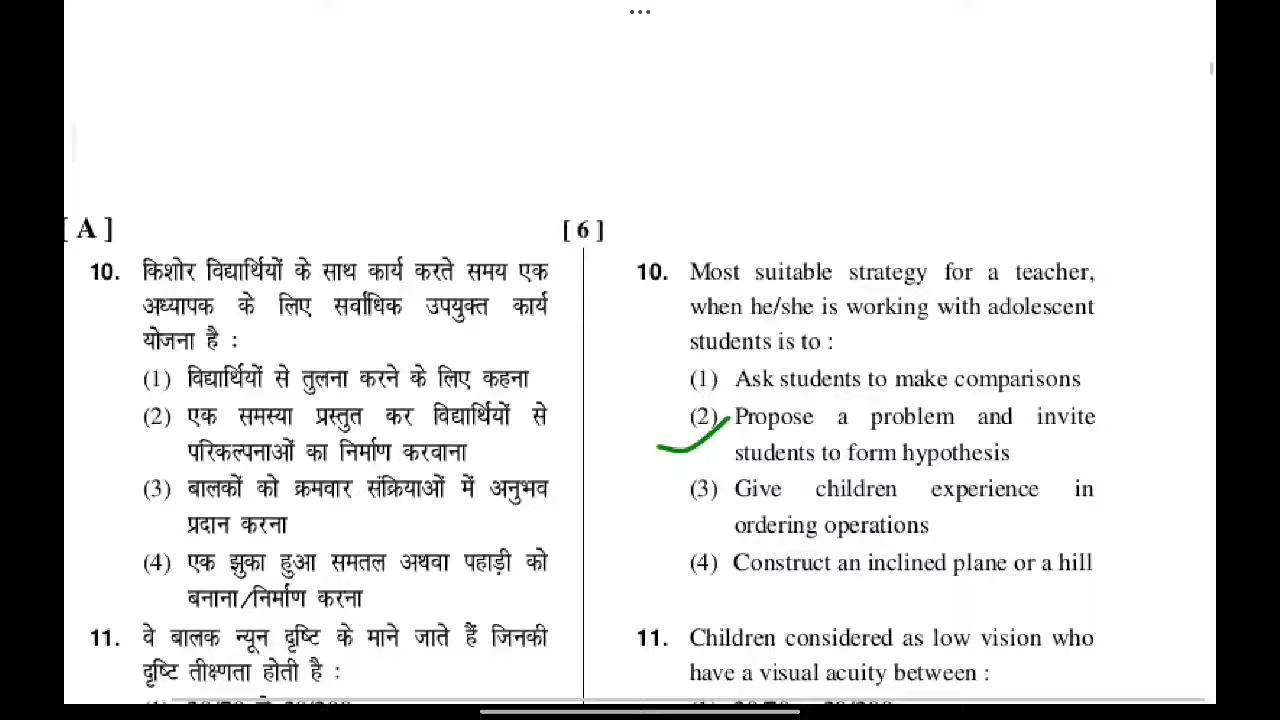 [ A ]
[ 6 ]
10. किशोर विद्यार्थियों के साथ कार्य करते समय एक
अध्यापक के लिए सर्वाधिक उपयुक्त कार्य
योजना है :
(1) विद्यार्थियों से तुलना करने के लिए कहना
(2) एक समस्या प्रस्तुत कर विद्यार्थियों से
परिकल्पनाओं का निर्माण करवाना
(3) बालकों को क्रमवार संक्रियाओं में अनुभव
प्रदान करना
(4) एक झुका हुआ समतल अथवा पहाड़ी को
बनाना/निर्माण करना
11. वे बालक न्यून दृष्टि के माने जाते हैं जिनकी
दृष्टि तीक्ष्णता होती है :
10. Most suitable strategy for a teacher,
when he/she is working with adolescent
students is to :
(1) Ask students to make comparisons
(2) Propose a problem and invite
students to form hypothesis
(3) Give children experience in
ordering operations
(4) Construct an inclined plane or a hill
11. Children considered as low vision who
have a visual acuity between :